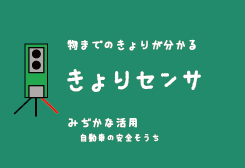 物までのきょりが分かる
きょりセンサ
みぢかな活用
自動車の安全そうち